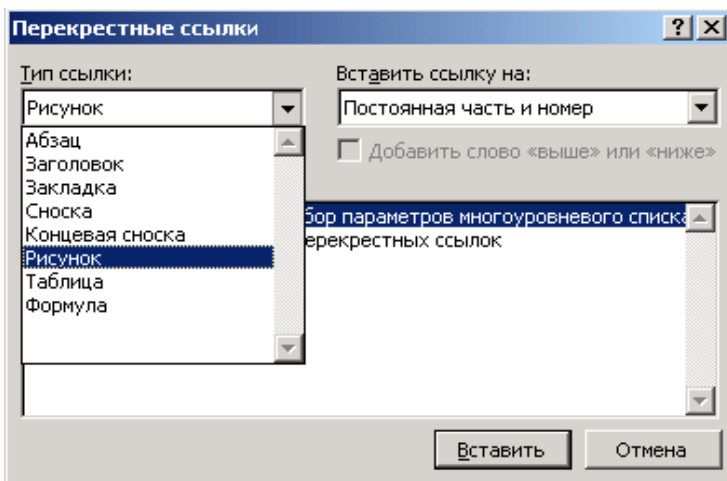 Перекрестные ссылки
Тип ссылки:
Вставить ссылку на:
Рисунок
Постоянная часть и номер
Добавить слово «выше» или «ниже»
Абзац
Заголовок
Закладка
Сноска
Концевая сноска
Рисунок
Таблица
Формула
параметров многоуровневого списка
ерекрестных ссылок
Вставить
Отмена